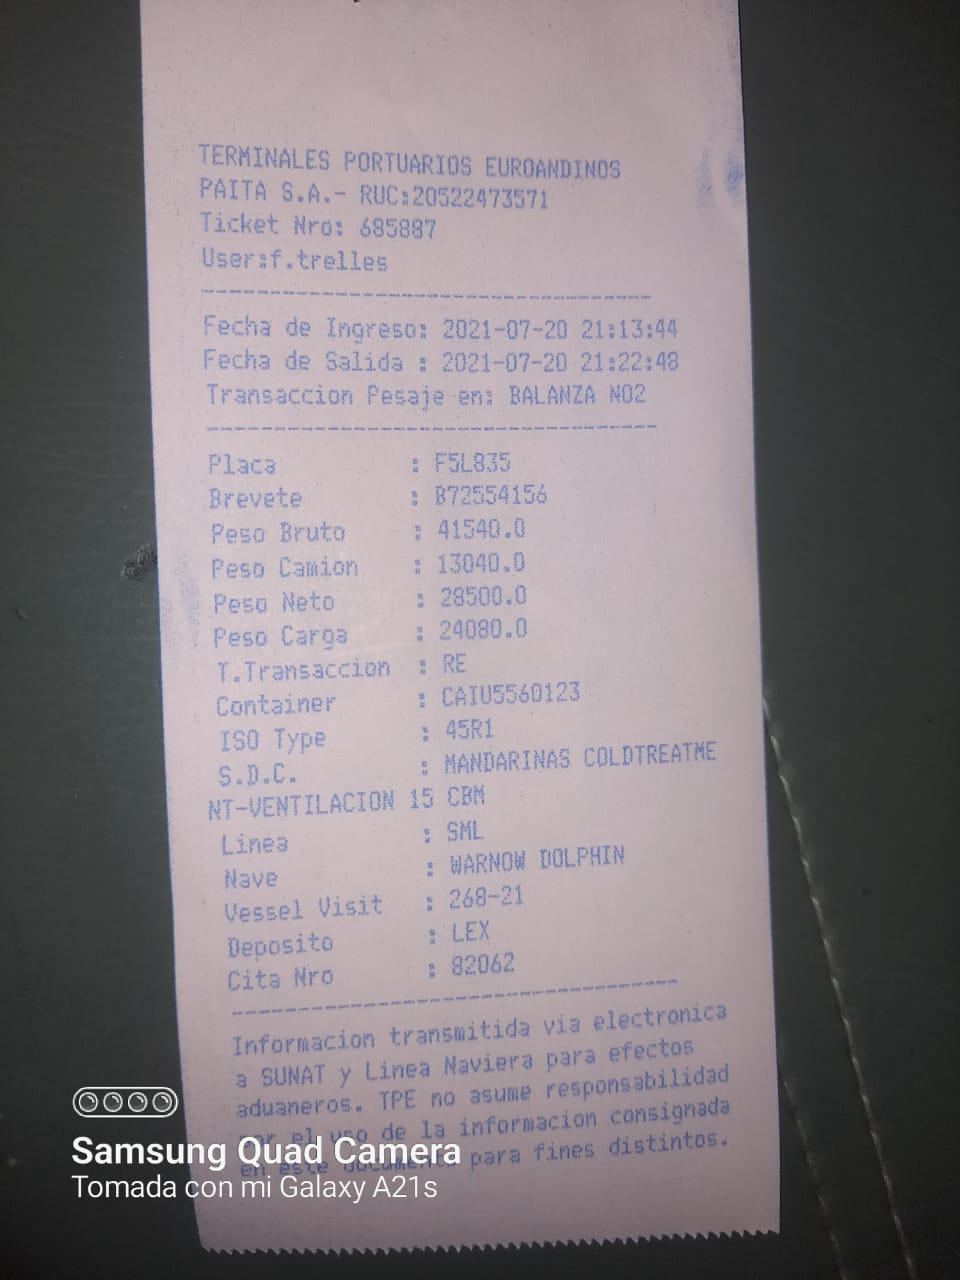 TERMINALES PORTUARIOS EUROANDINOS
PAITA S.A.- RUC:20522473571
Ticket Nro: 685887
User:f.trelles
--------------------------------------
Fecha de Ingreso: 2021-07-20 21:13:44
Fecha de Salida : 2021-07-20 21:22:48
Transaccion Pesaje en: BALANZA NO2
--------------------------------------
Placa : F5L835
Brevete : B72554156
Peso Bruto : 41540.0
Peso Camion : 13040.0
Peso Neto : 28500.0
Peso Carga : 24080.0
T.Transaccion : RE
Container : CAIU5560123
ISO Type : 45R1
S.D.C. : MANDARINAS COLDTREATME
NT-VENTILACION 15 CBM
Linea : SML
Nave : WARNOW DOLPHIN
Vessel Visit : 268-21
Deposito : LEX
Cita Nro : 82062
--------------------------------------
Informacion transmitida via electronica
a SUNAT y Linea Naviera para efectos
aduaneros. TPE no asume responsabilidad
por el uso de la informacion consignada
en este documento para fines distintos.
Samsung Quad Camera
Tomada con mi Galaxy A21s